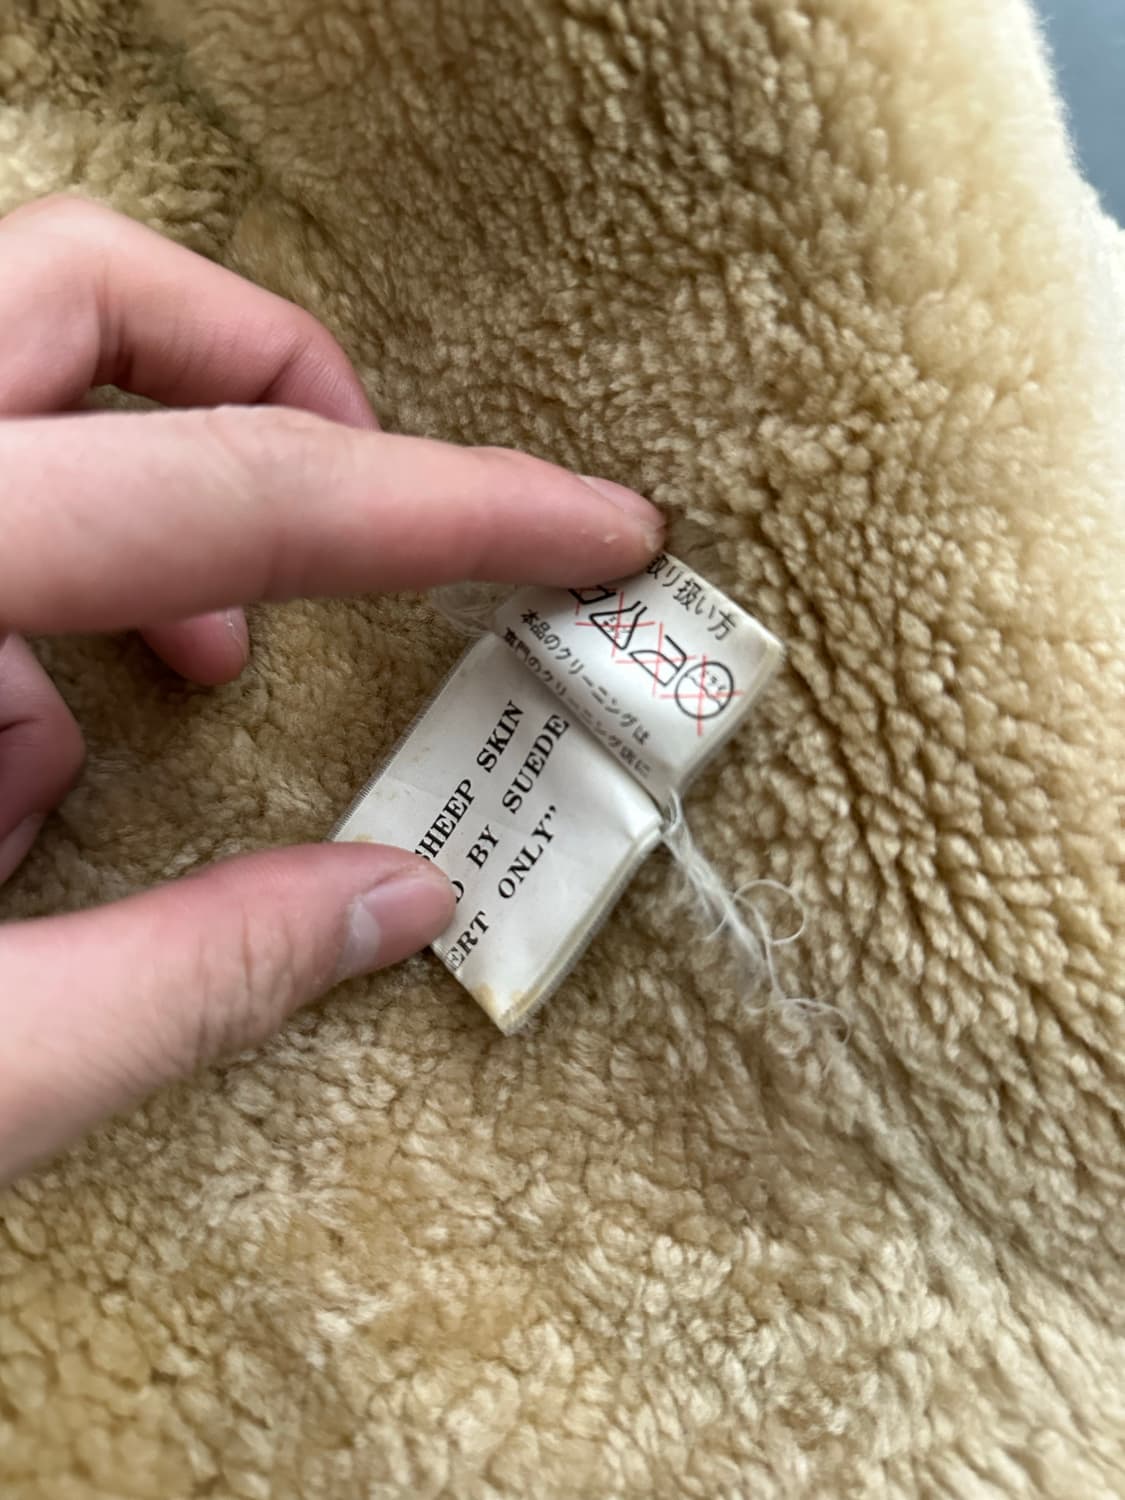 取り扱い方
本品のクリーニングは
専門のクリーニング店に
SHEEP SKIN
BY SUEDE
ONLY"